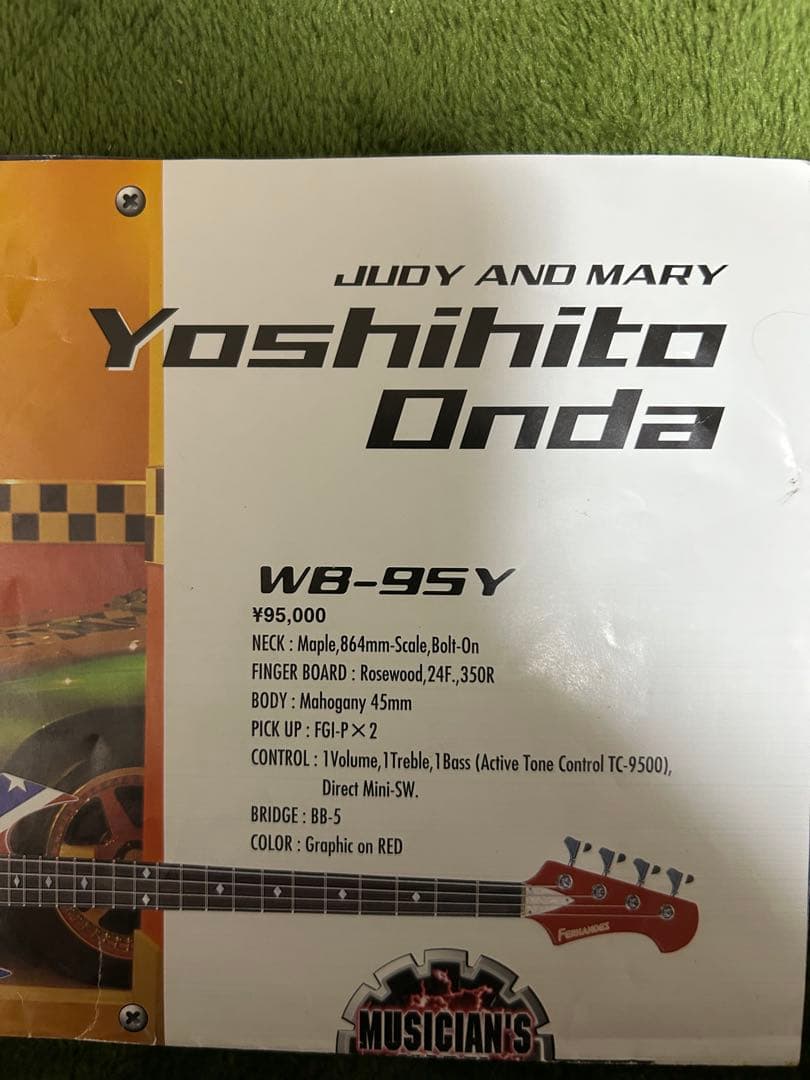 JUDY AND MARY
Yoshihito
Onda
WB-95Y
¥95,000
NECK : Maple,864mm-Scale,Bolt-On
FINGER BOARD : Rosewood,24F.,350R
BODY : Mahogany 45mm
PICK UP : FGI-P×2
CONTROL : 1Volume,1Treble,1Bass (Active Tone Control TC-9500),
Direct Mini-SW.
BRIDGE : BB-5
COLOR : Graphic on RED
FERNANDES
MUSICIAN'S